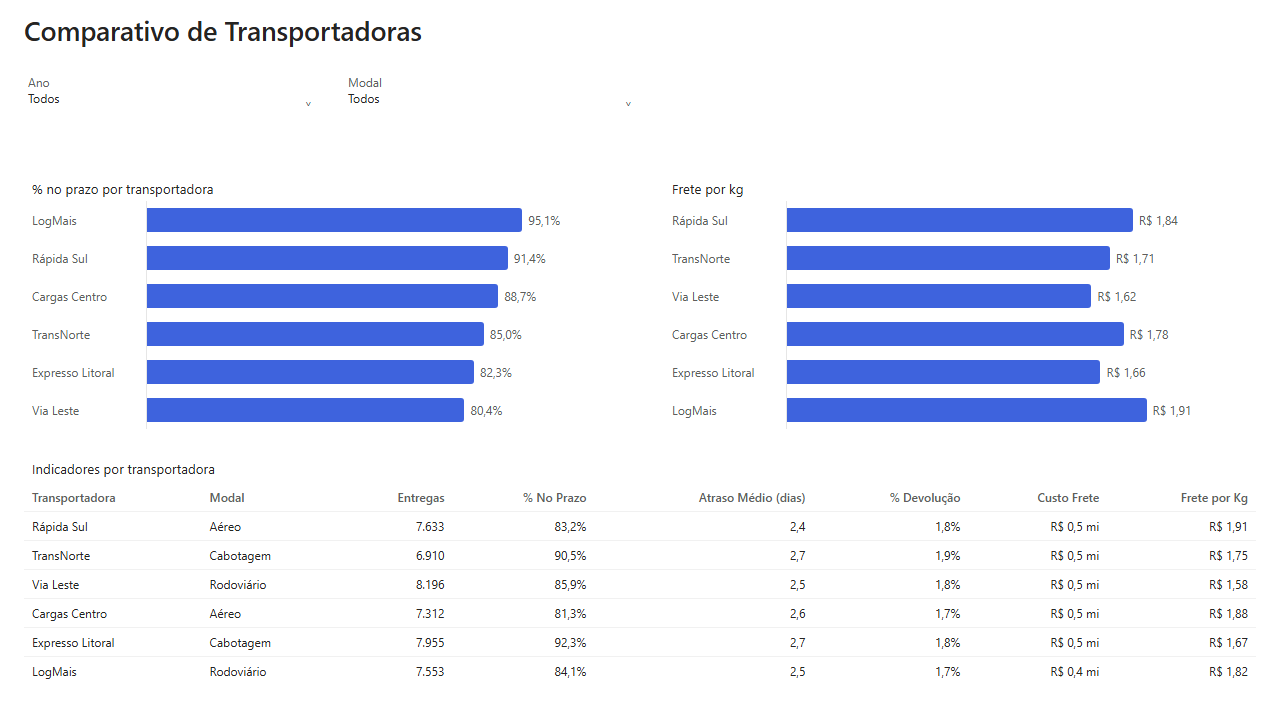 Comparativo de Transportadoras
Ano Modal
Todos Todos
% no prazo por transportadora
LogMais 95,1%
Rápida Sul 91,4%
Cargas Centro 88,7%
TransNorte 85,0%
Expresso Litoral 82,3%
Via Leste 80,4%
Frete por kg
Rápida Sul R$ 1,84
TransNorte R$ 1,71
Via Leste R$ 1,62
Cargas Centro R$ 1,78
Expresso Litoral R$ 1,66
LogMais R$ 1,91
Indicadores por transportadora
Transportadora Modal Entregas % No Prazo Atraso Médio (dias) % Devolução Custo Frete Frete por Kg
Rápida Sul Aéreo 7.633 83,2% 2,4 1,8% R$ 0,5 mi R$ 1,91
TransNorte Cabotagem 6.910 90,5% 2,7 1,9% R$ 0,5 mi R$ 1,75
Via Leste Rodoviário 8.196 85,9% 2,5 1,8% R$ 0,5 mi R$ 1,58
Cargas Centro Aéreo 7.312 81,3% 2,6 1,7% R$ 0,5 mi R$ 1,88
Expresso Litoral Cabotagem 7.955 92,3% 2,7 1,8% R$ 0,5 mi R$ 1,67
LogMais Rodoviário 7.553 84,1% 2,5 1,7% R$ 0,4 mi R$ 1,82